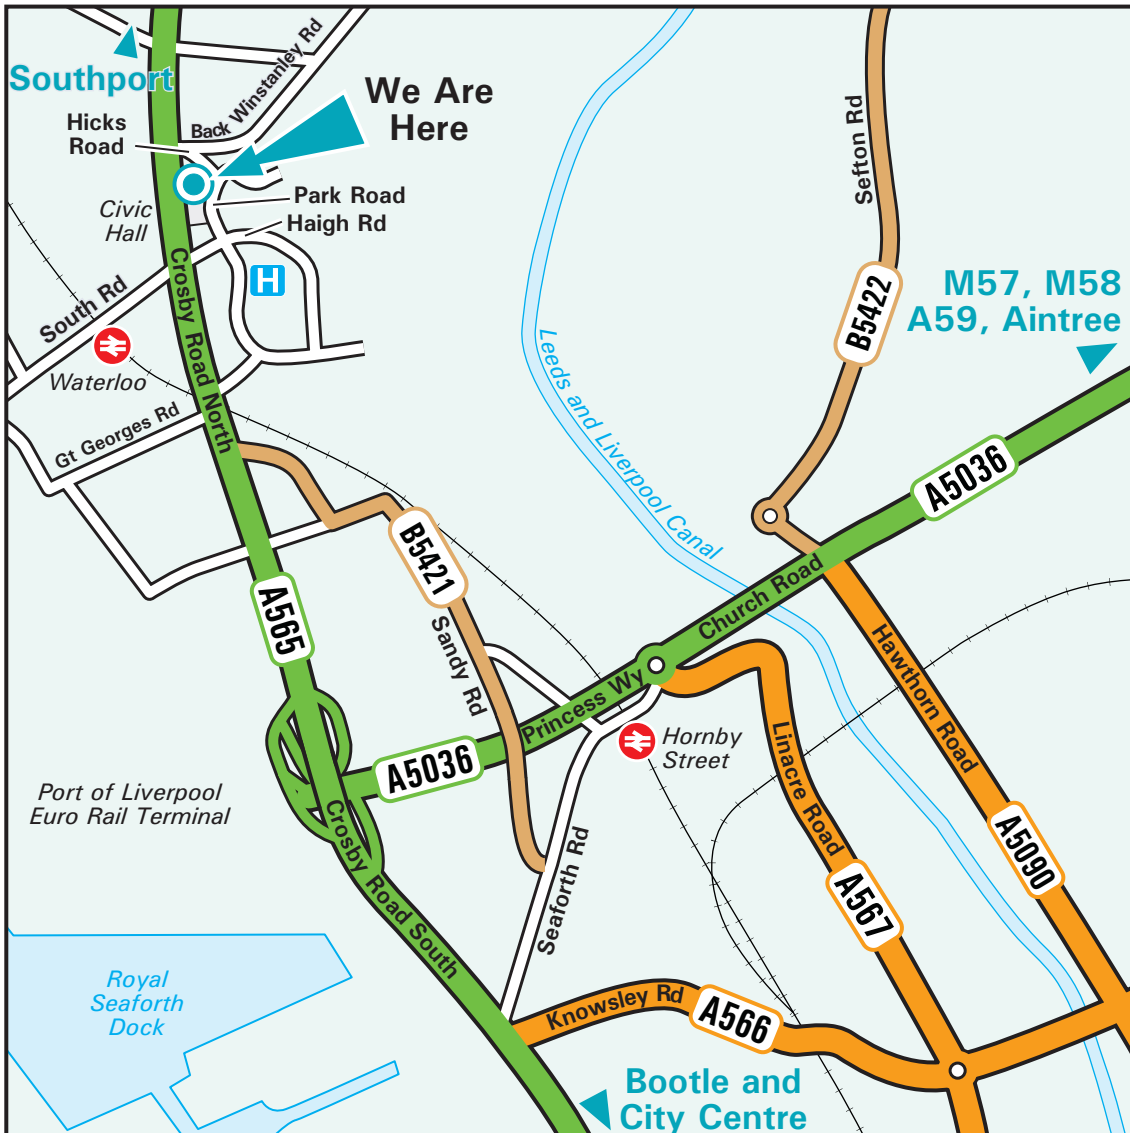 Southport
Back Winstanley Rd
We Are
Here
Hicks
Road
Sefton Rd
Park Road
Civic
Hall
Haigh Rd
H
South Rd
Crosby Road North
B5422
M57, M58
A59, Aintree
Waterloo
Leeds and Liverpool Canal
Gt Georges Rd
A5036
B5421
A565
Church Road
Sandy Rd
Hawthorn Road
Princess Wy
Hornby
Street
A5036
Linacre Road
Port of Liverpool
Euro Rail Terminal
Crosby Road South
Seaforth Rd
A5090
A567
Royal
Seaforth
Dock
Knowsley Rd
A566
Bootle and
City Centre